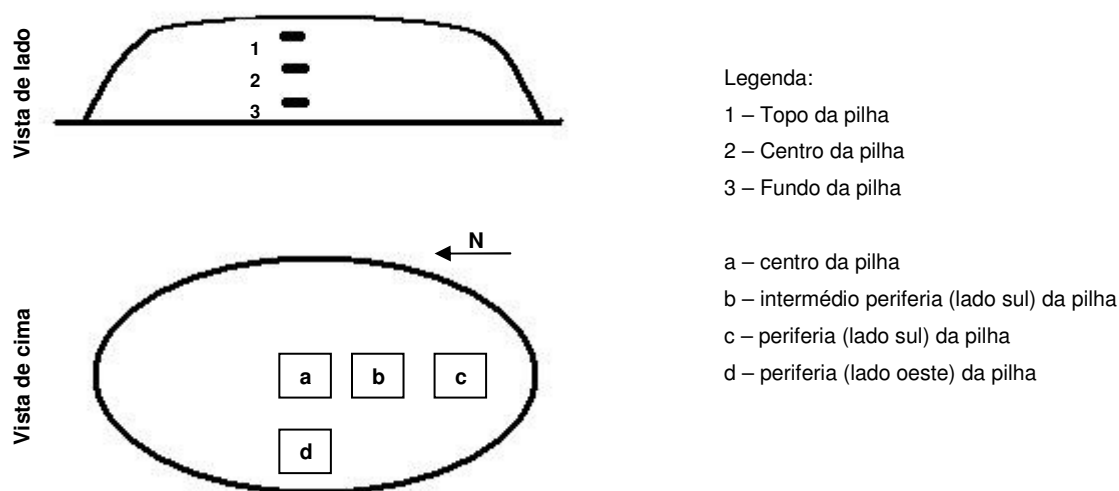 Vista de lado
1
2
3
Legenda:
1 – Topo da pilha
2 – Centro da pilha
3 – Fundo da pilha
Vista de cima
N
a
b
c
d
a – centro da pilha
b – intermédio periferia (lado sul) da pilha
c – periferia (lado sul) da pilha
d – periferia (lado oeste) da pilha